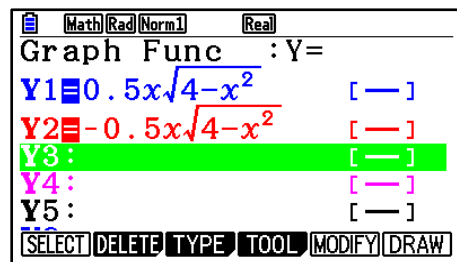 Math Rad Norm1 Real
Graph Func :Y=
Y1=0.5x√4-x²  [—]
Y2=-0.5x√4-x²  [—]
Y3:  [—]
Y4:  [—]
Y5:  [—]
SELECT DELETE TYPE TOOL MODIFY DRAW